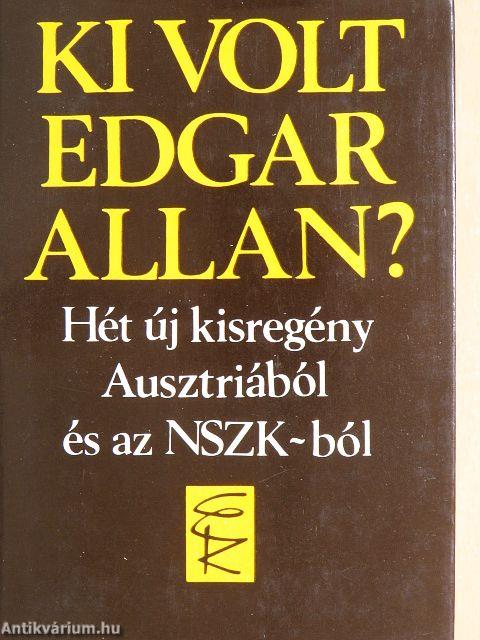 KI VOLT
EDGAR
ALLAN?
Hét új kisregény
Ausztriából
és az NSZK-ból
Antikvárium.hu